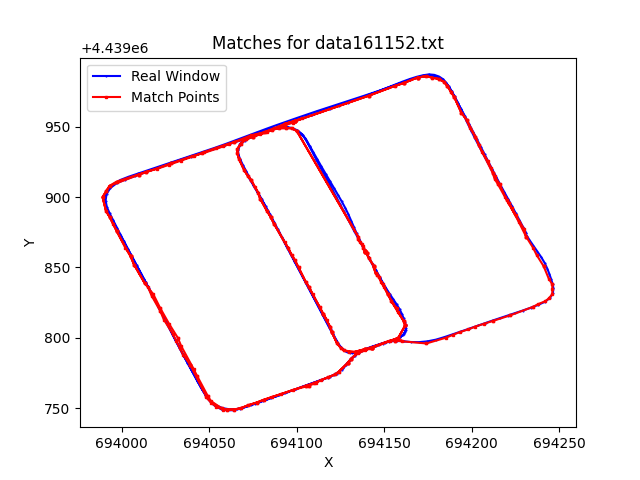 Matches for data161152.txt
+4.439e6
Real Window
Match Points
950
900
850
800
750
Y
694000
694050
694100
694150
694200
694250
X